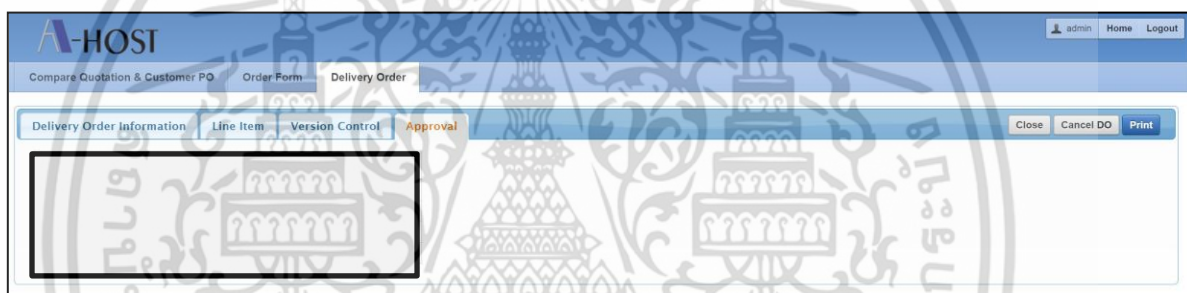 A-HOST
admin Home Logout
Compare Quotation & Customer PO Order Form Delivery Order
Delivery Order Information Line Item Version Control Approval
Close Cancel DO Print